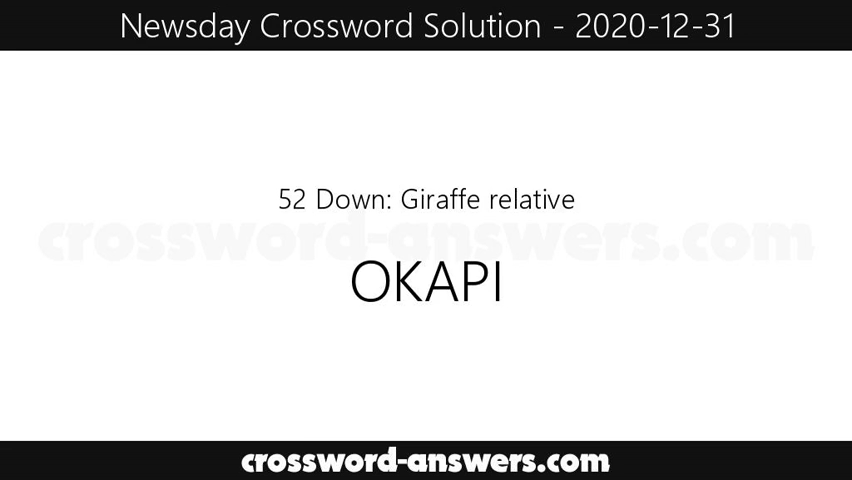 Newsday Crossword Solution - 2020-12-31
52 Down: Giraffe relative
crossword-answers.com
OKAPI
crossword-answers.com